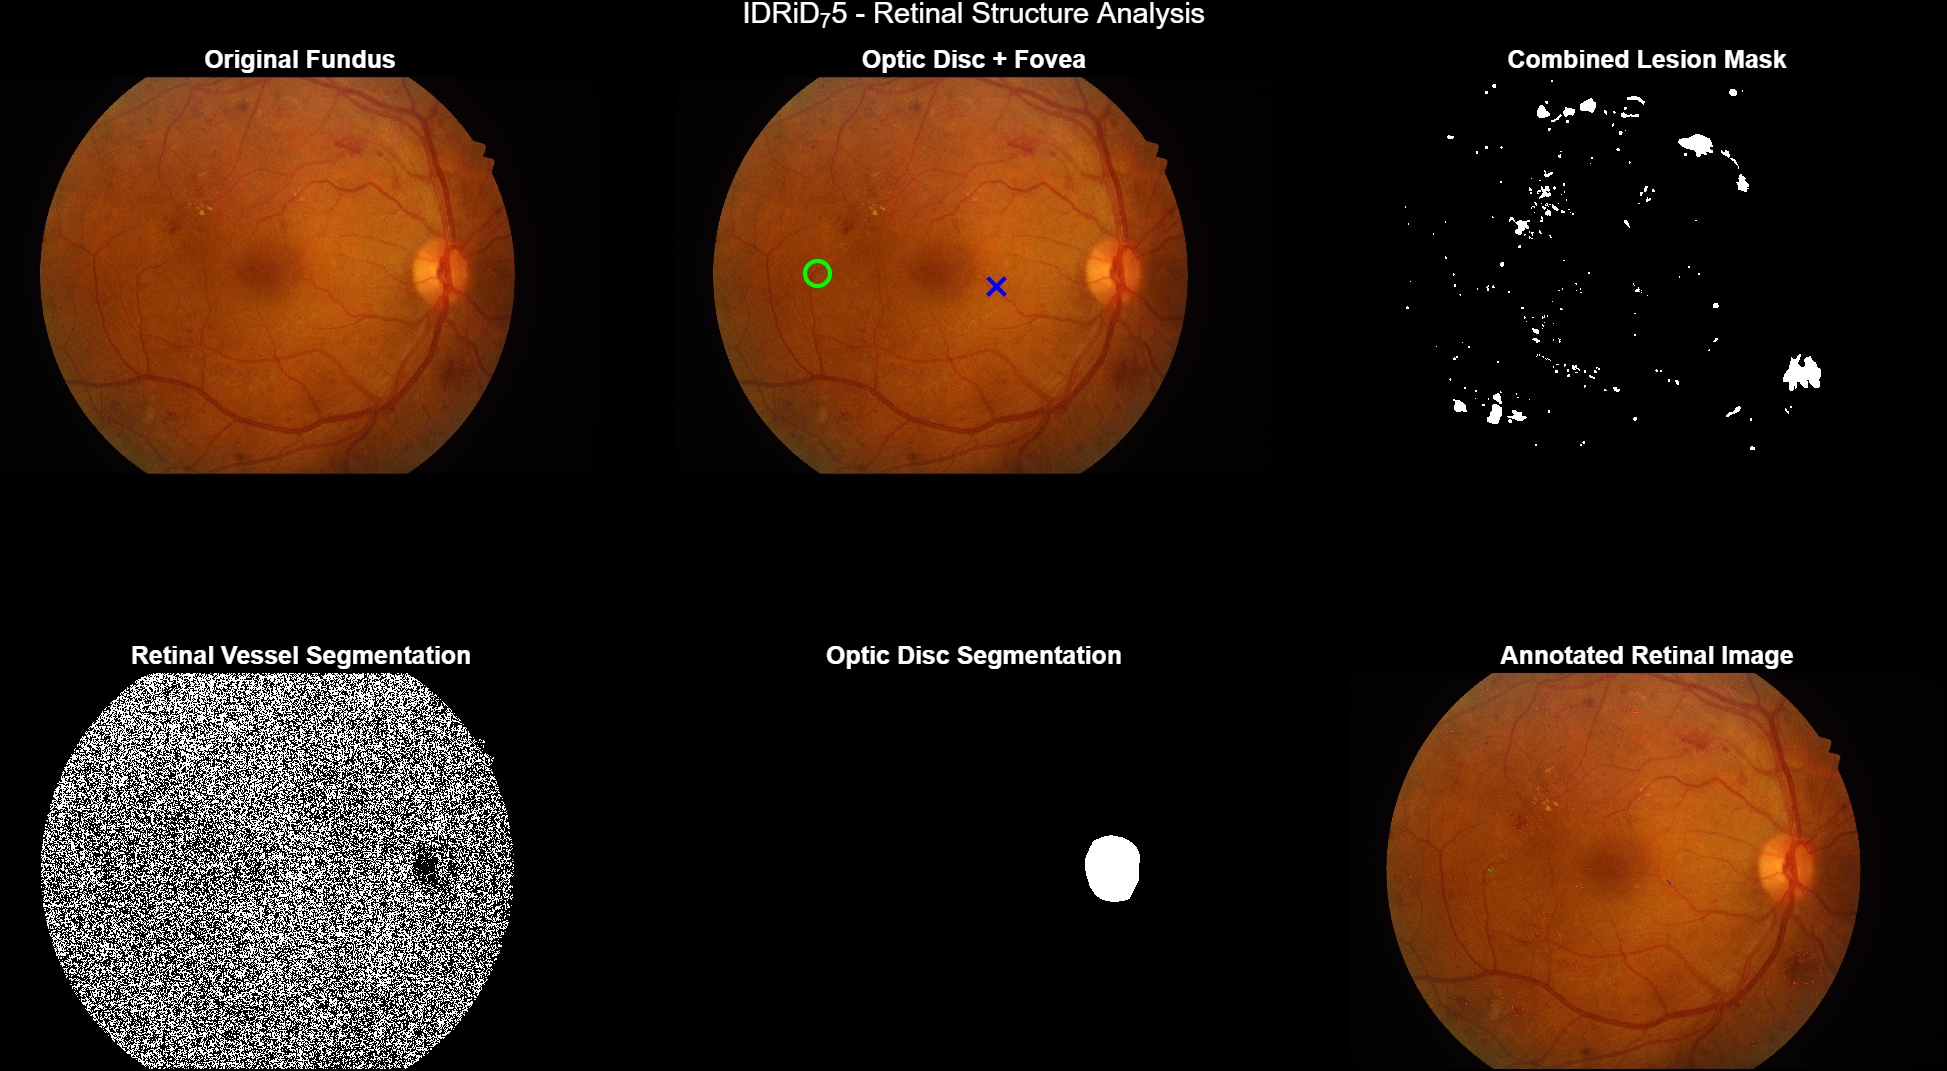 IDRiD₇5 - Retinal Structure Analysis
Original Fundus
Optic Disc + Fovea
Combined Lesion Mask
Retinal Vessel Segmentation
Optic Disc Segmentation
Annotated Retinal Image